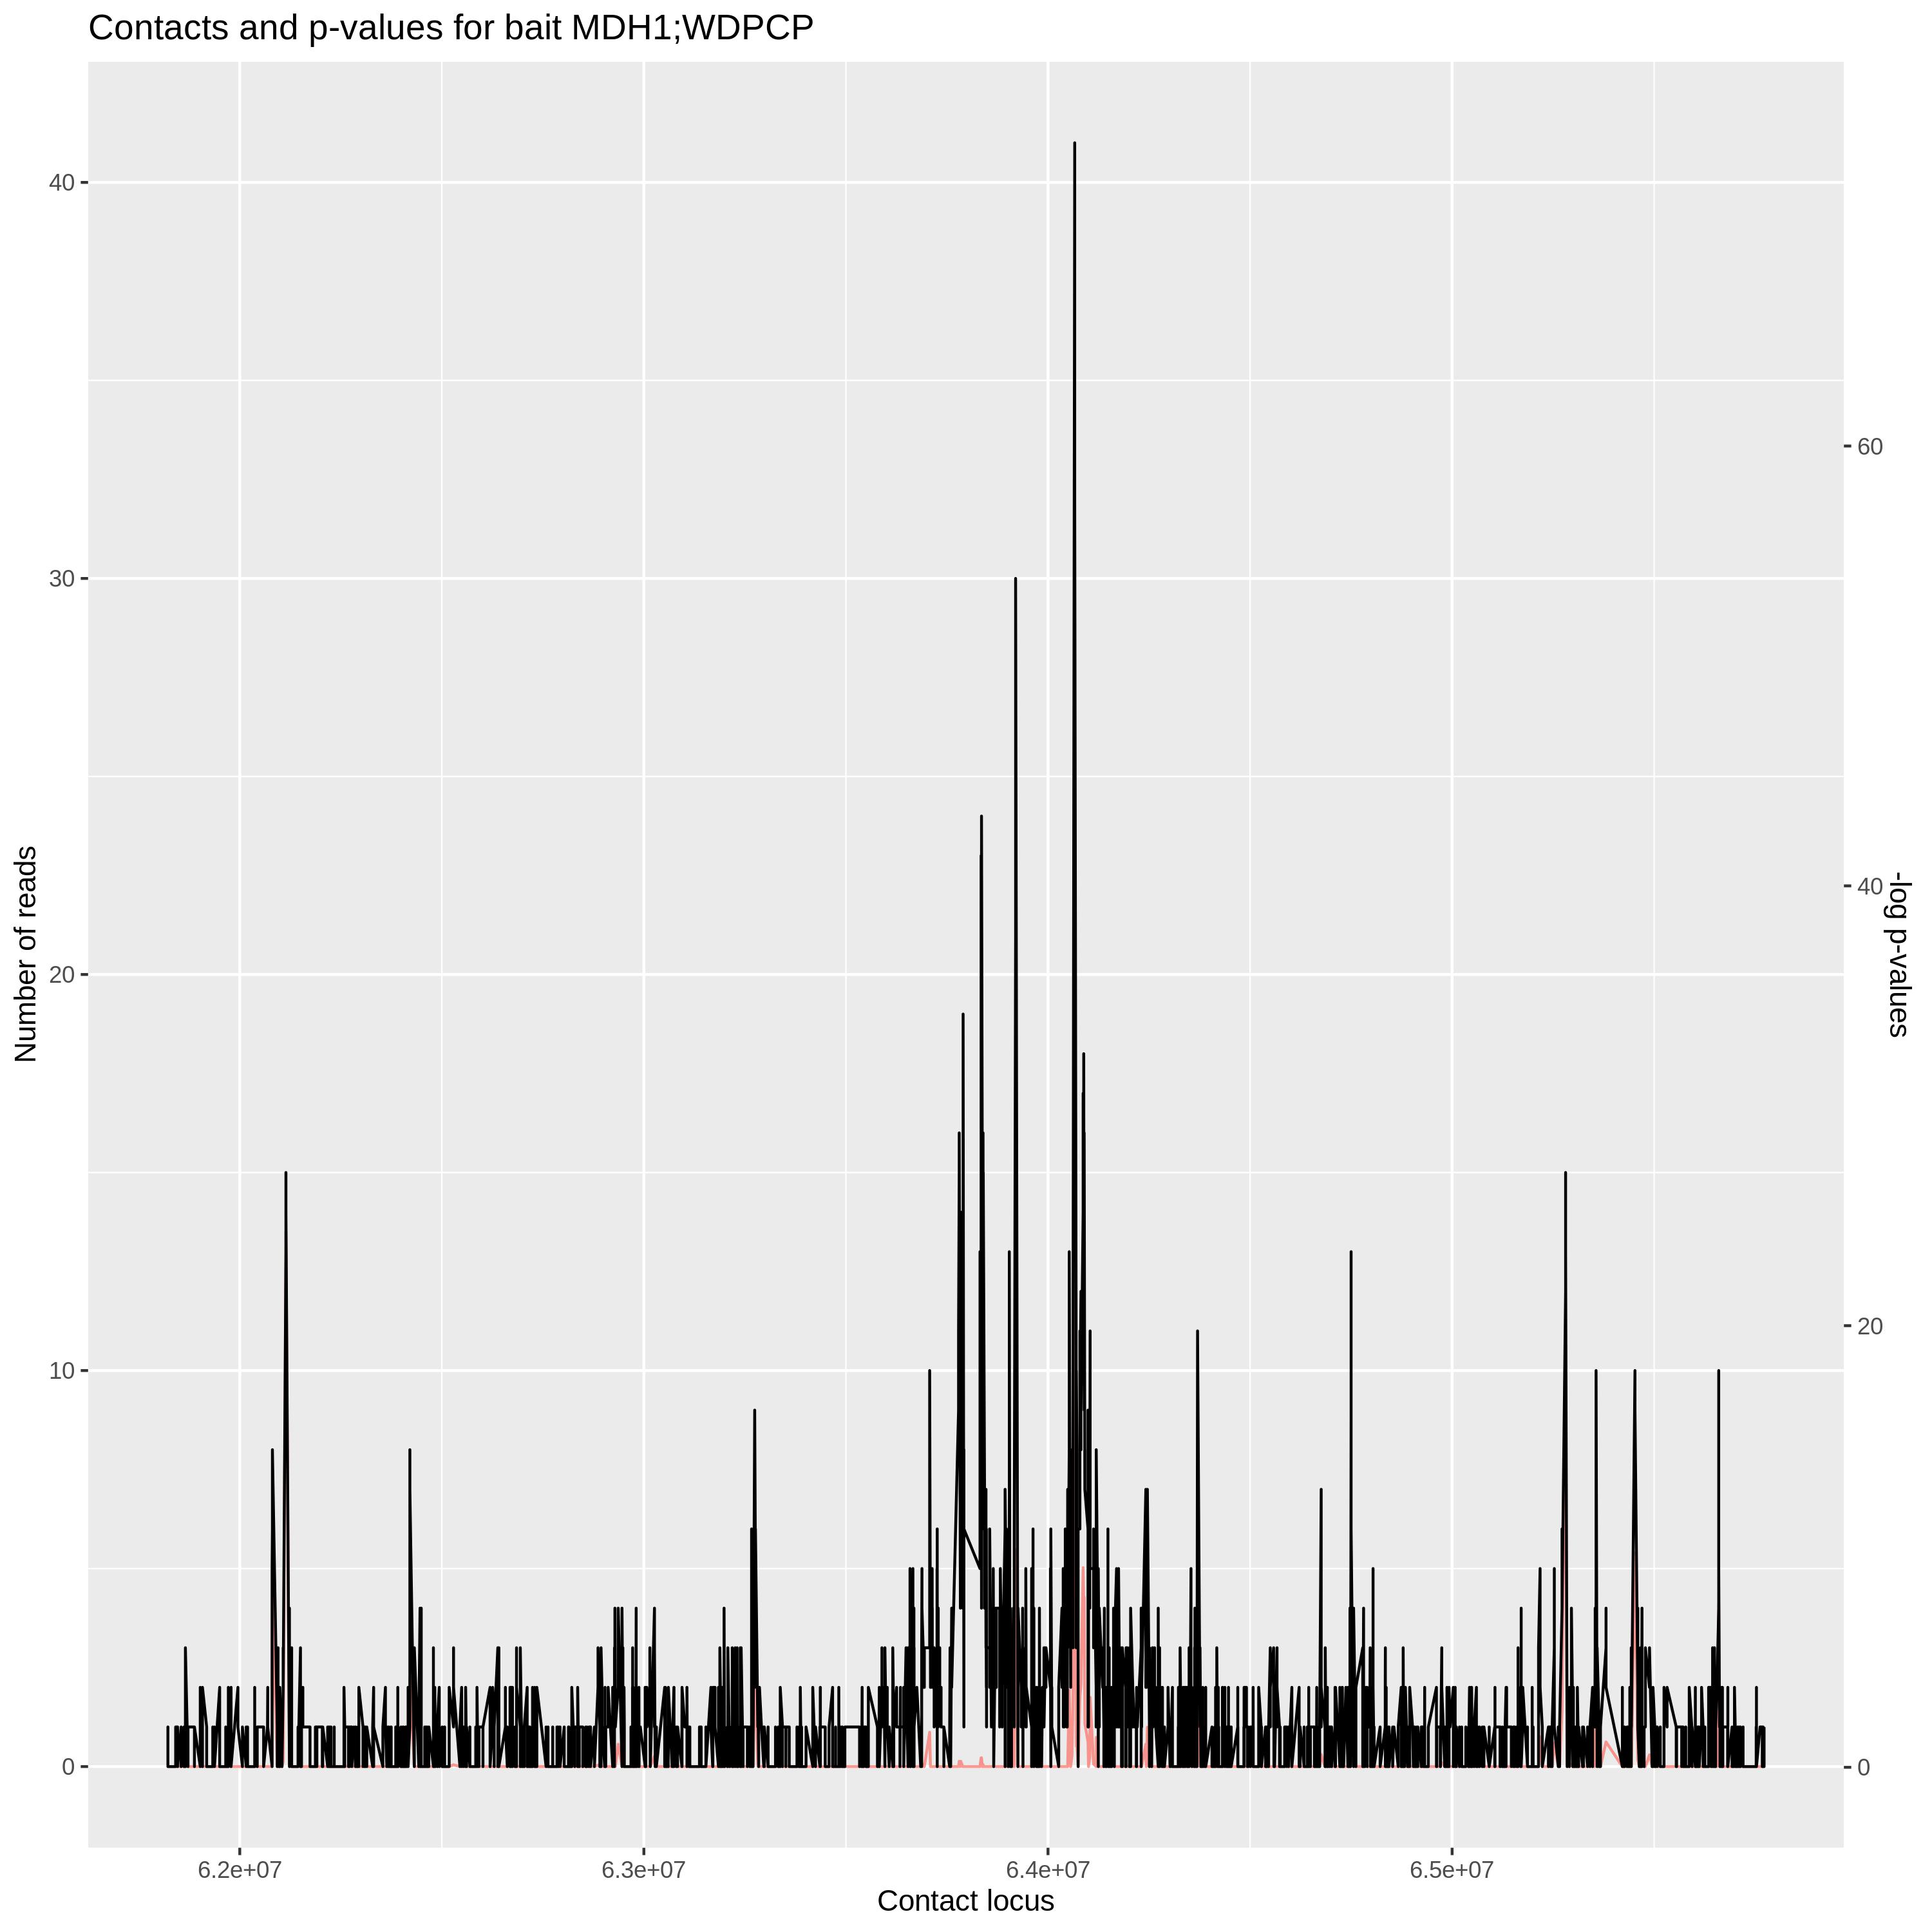 Contacts and p-values for bait MDH1;WDPCP
40
30
20
10
0
Number of reads
60
40
20
0
-log p-values
6.2e+07
6.3e+07
6.4e+07
6.5e+07
Contact locus